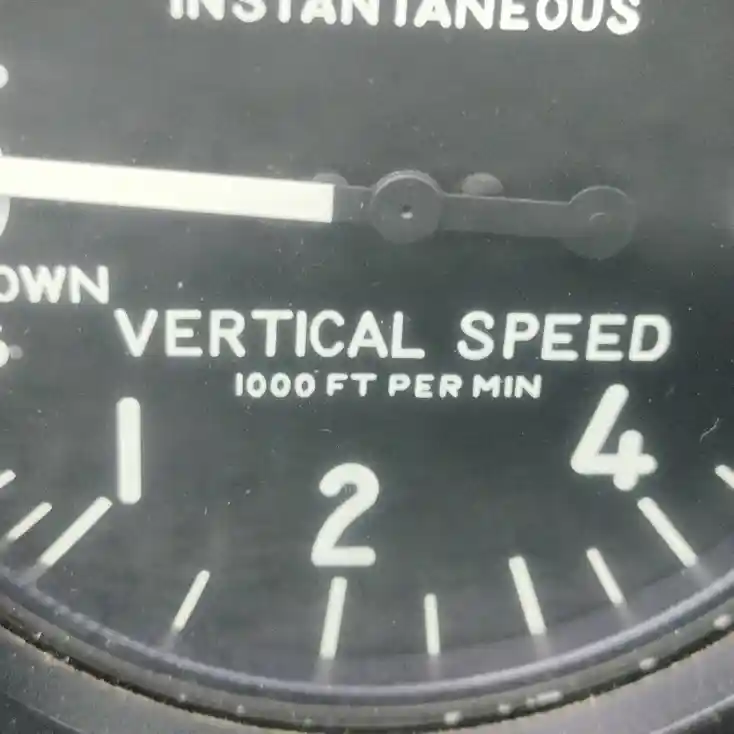 INSTANTANEOUS
OWN
VERTICAL SPEED
1000 FT PER MIN
1
4
2